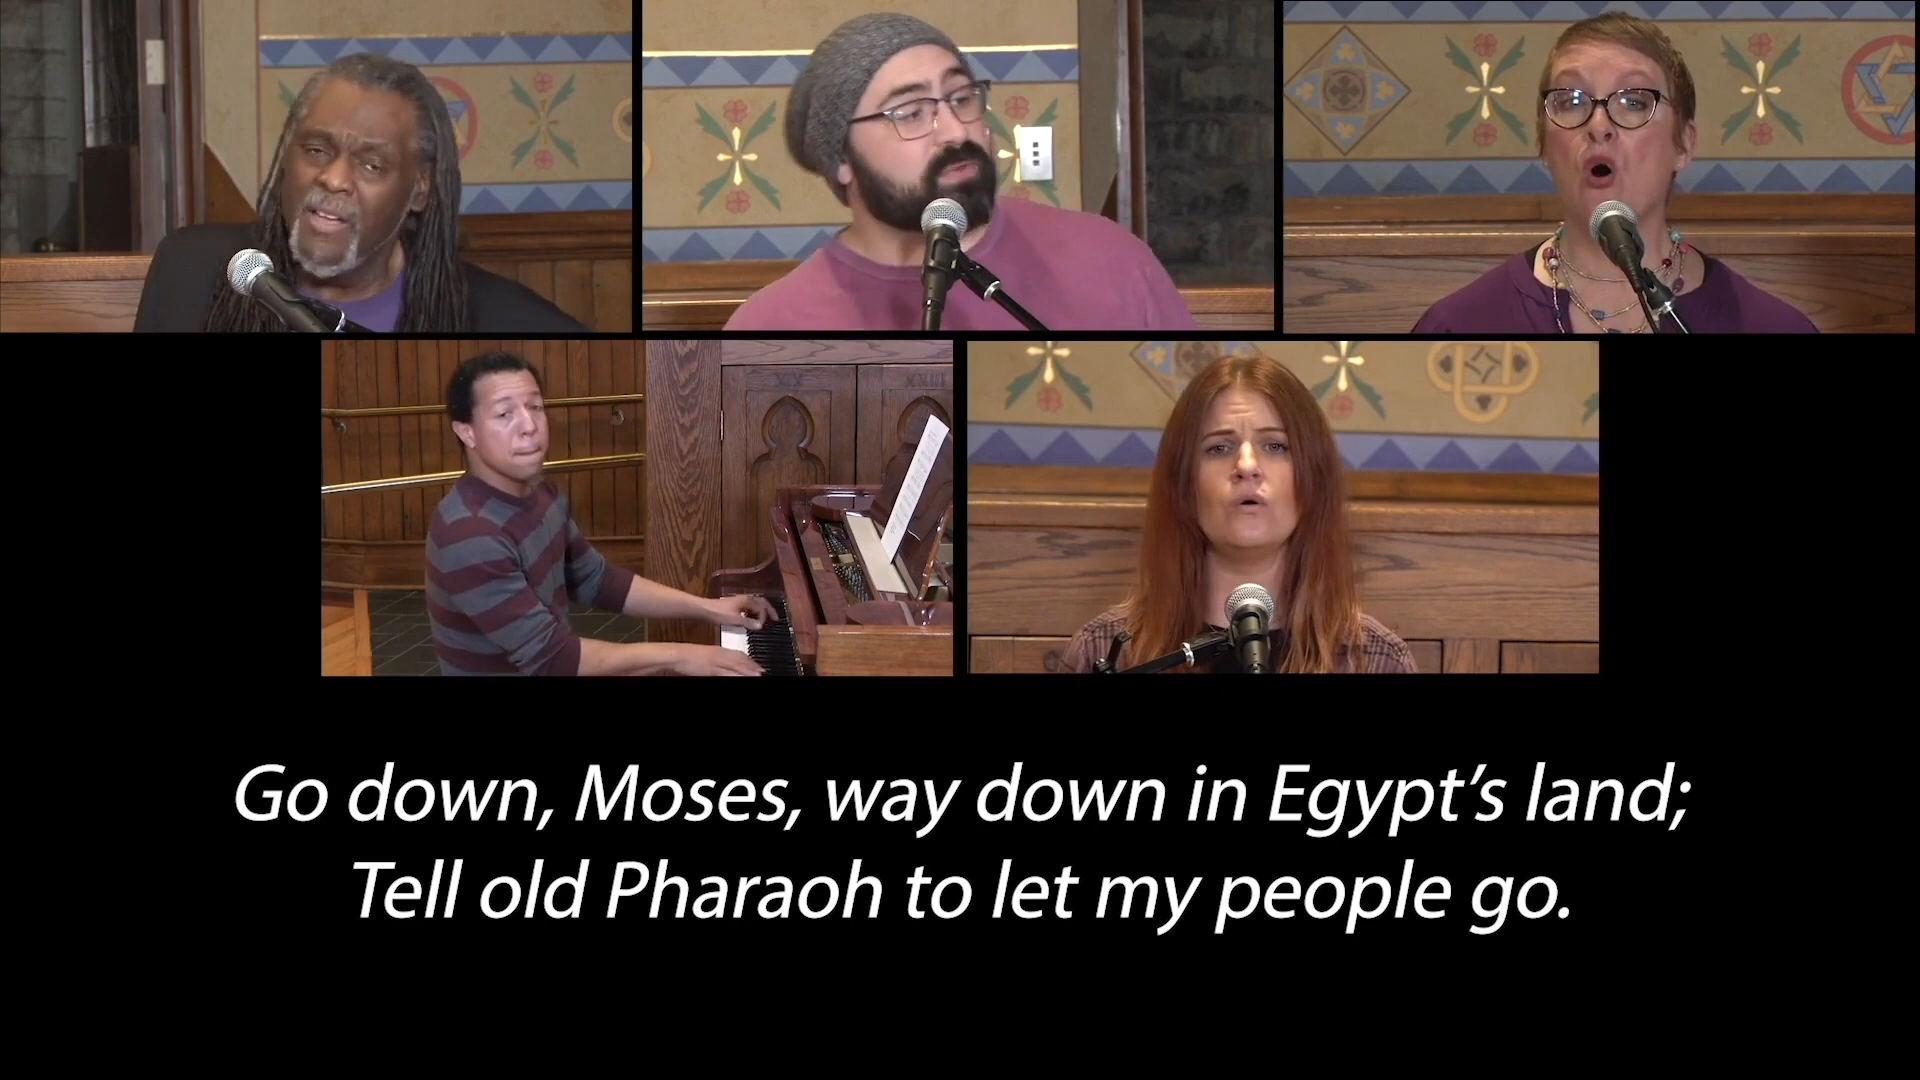 Go down, Moses, way down in Egypt’s land;
Tell old Pharaoh to let my people go.